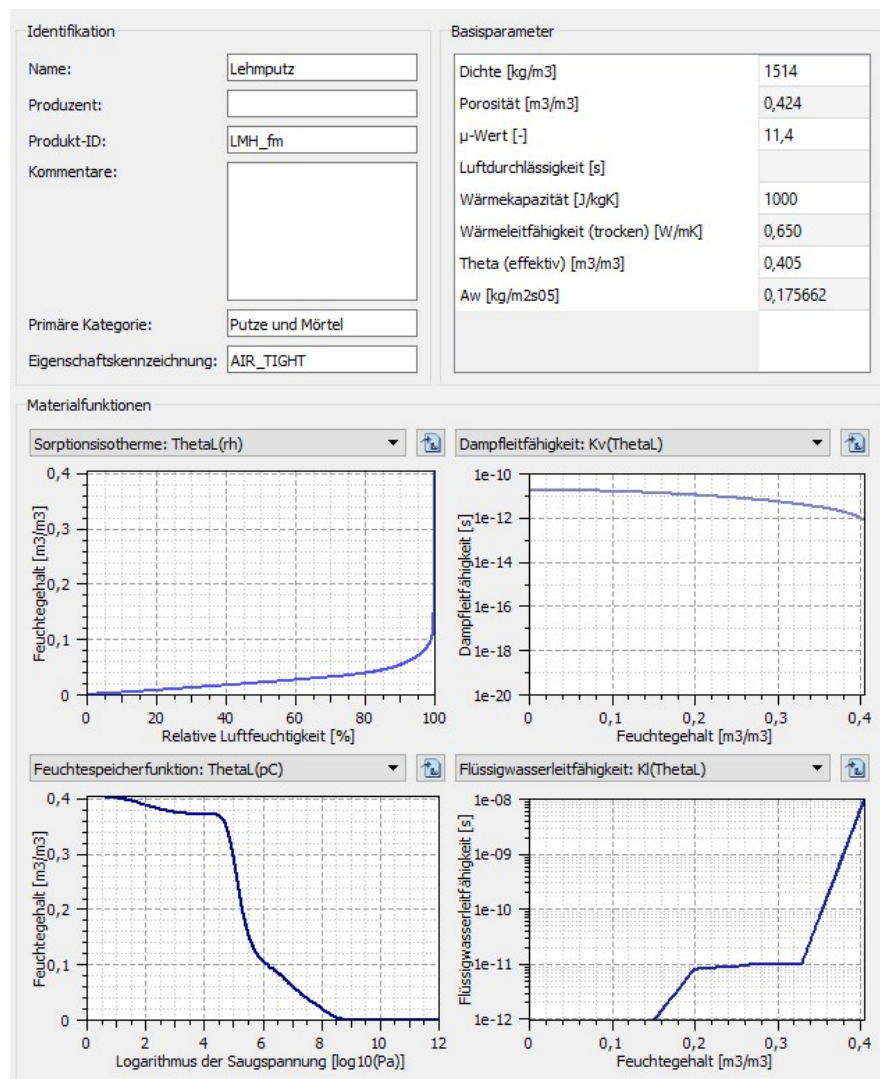 Identifikation
Name: Lehmputz
Produzent:
Produkt-ID: LMH_fm
Kommentare:
Primäre Kategorie: Putze und Mörtel
Eigenschaftskennzeichnung: AIR_TIGHT
Basisparameter
Dichte [kg/m3] 1514
Porosität [m3/m3] 0,424
µ-Wert [-] 11,4
Luftdurchlässigkeit [s]
Wärmekapazität [J/kgK] 1000
Wärmeleitfähigkeit (trocken) [W/mK] 0,650
Theta (effektiv) [m3/m3] 0,405
Aw [kg/m2s05] 0,175662
Materialfunktionen
Sorptionsisotherme: ThetaL(rh)
Feuchtegehalt [m3/m3]
0,4
0,3
0,2
0,1
0
0 20 40 60 80 100
Relative Luftfeuchtigkeit [%]
Dampfleitfähigkeit: Kv(ThetaL)
Dampfleitfähigkeit [s]
1e-10
1e-12
1e-14
1e-16
1e-18
1e-20
0 0,1 0,2 0,3 0,4
Feuchtegehalt [m3/m3]
Feuchtespeicherfunktion: ThetaL(pC)
Feuchtegehalt [m3/m3]
0,4
0,3
0,2
0,1
0
0 2 4 6 8 10 12
Logarithmus der Saugspannung [log10(Pa)]
Flüssigwasserleitfähigkeit: Kl(ThetaL)
Flüssigwasserleitfähigkeit [s]
1e-08
1e-09
1e-10
1e-11
1e-12
0 0,1 0,2 0,3 0,4
Feuchtegehalt [m3/m3]